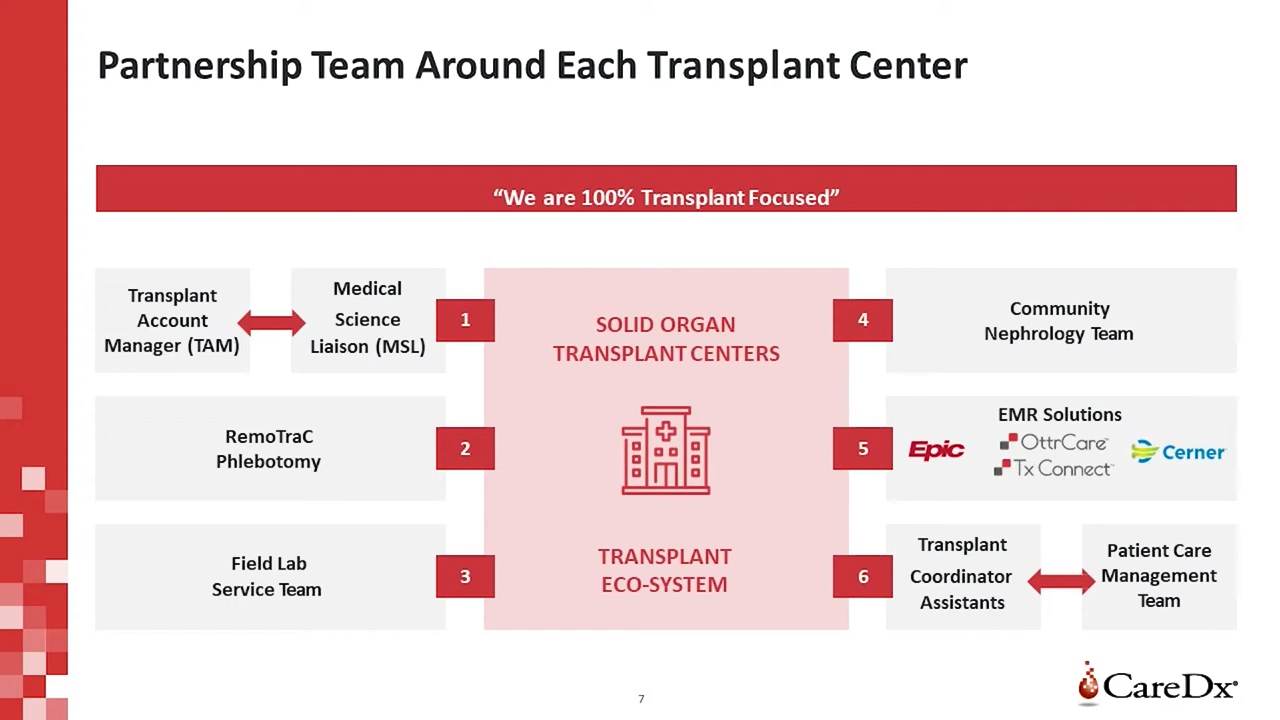 Partnership Team Around Each Transplant Center
“We are 100% Transplant Focused”
Transplant
Account
Manager (TAM)
Medical
Science
Liaison (MSL)
1
RemoTraC
Phlebotomy
2
Field Lab
Service Team
3
SOLID ORGAN
TRANSPLANT CENTERS
TRANSPLANT
ECO-SYSTEM
4
Community
Nephrology Team
5
EMR Solutions
Epic
OttrCare™
Tx Connect™
Cerner
6
Transplant
Coordinator
Assistants
Patient Care
Management
Team
7
CareDx®